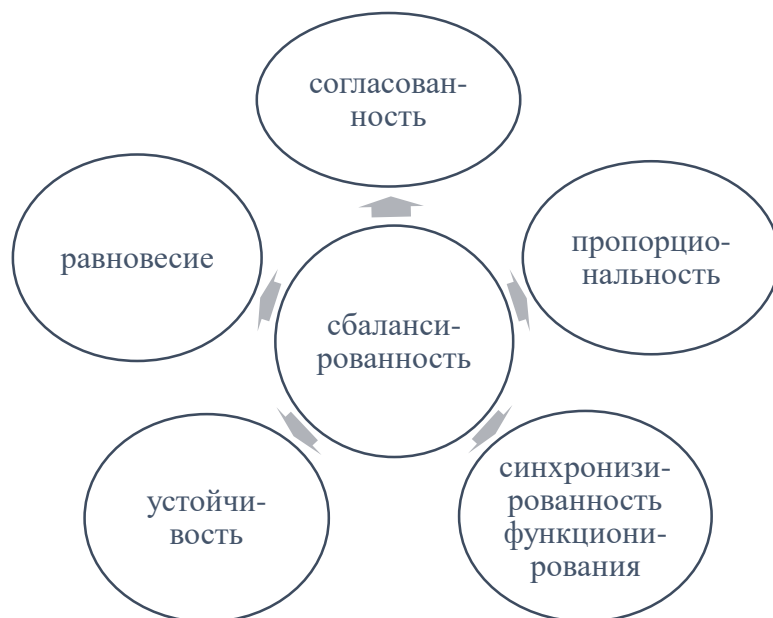 согласован-
ность
равновесие
пропорцио-
нальность
сбаланси-
рованность
устойчи-
вость
синхронизи-
рованность
функциони-
рования